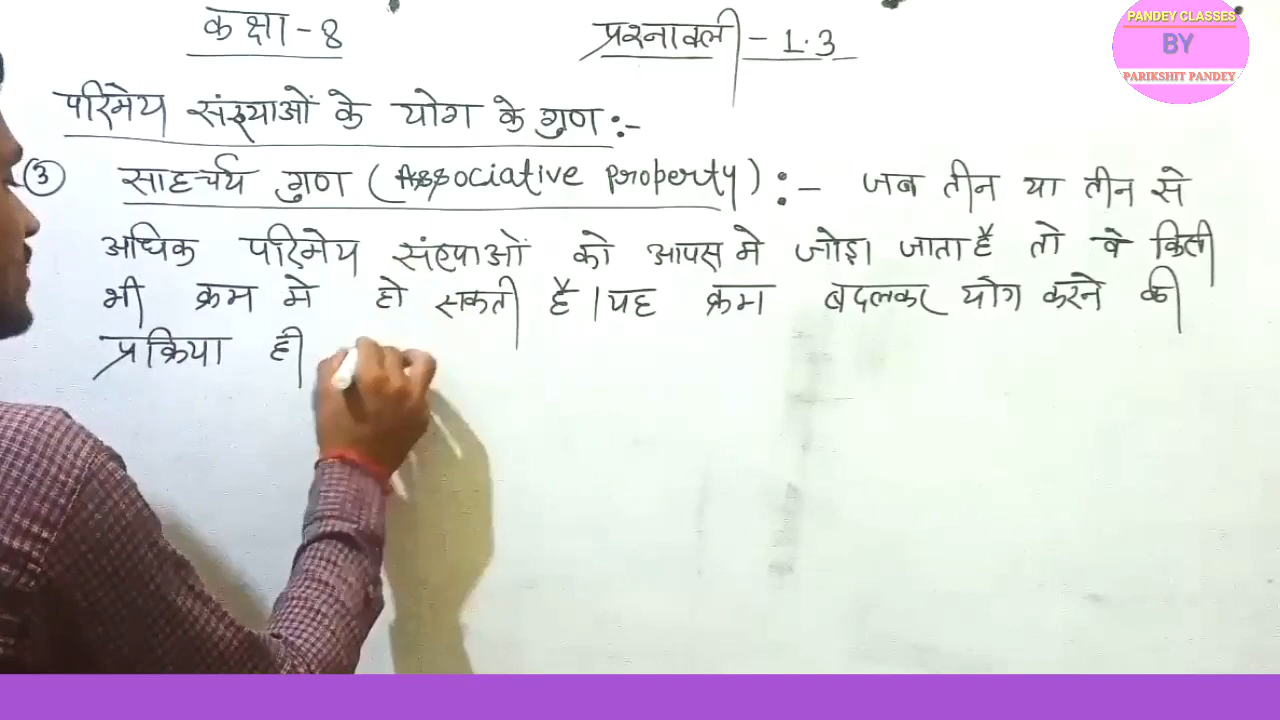 कक्षा - 8
प्रश्नावली - 1.3
PANDEY CLASSES
BY
PARIKSHIT PANDEY
परिमेय संख्याओं के योग के गुण :-
③ साहचर्य गुण (Associative Property) :- जब तीन या तीन से
अधिक परिमेय संख्याओं को आपस मे जोड़ा जाता है तो वे किसी
भी क्रम मे हो सकती है । यह क्रम बदलकर योग करने की
प्रक्रिया ही